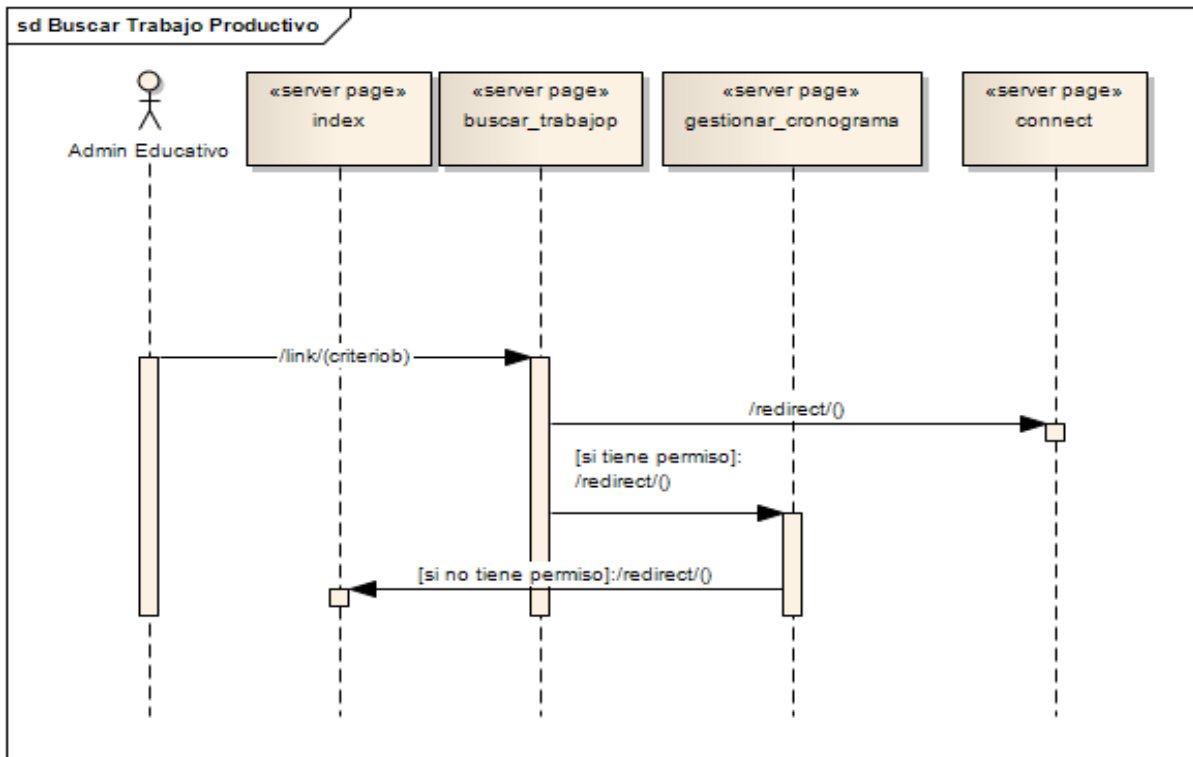 sd Buscar Trabajo Productivo
Admin Educativo
«server page»
index
«server page»
buscar_trabajop
«server page»
gestionar_cronograma
«server page»
connect
/link/(criteriob)
/redirect/()
[si tiene permiso]:
/redirect/()
[si no tiene permiso]:/redirect/()